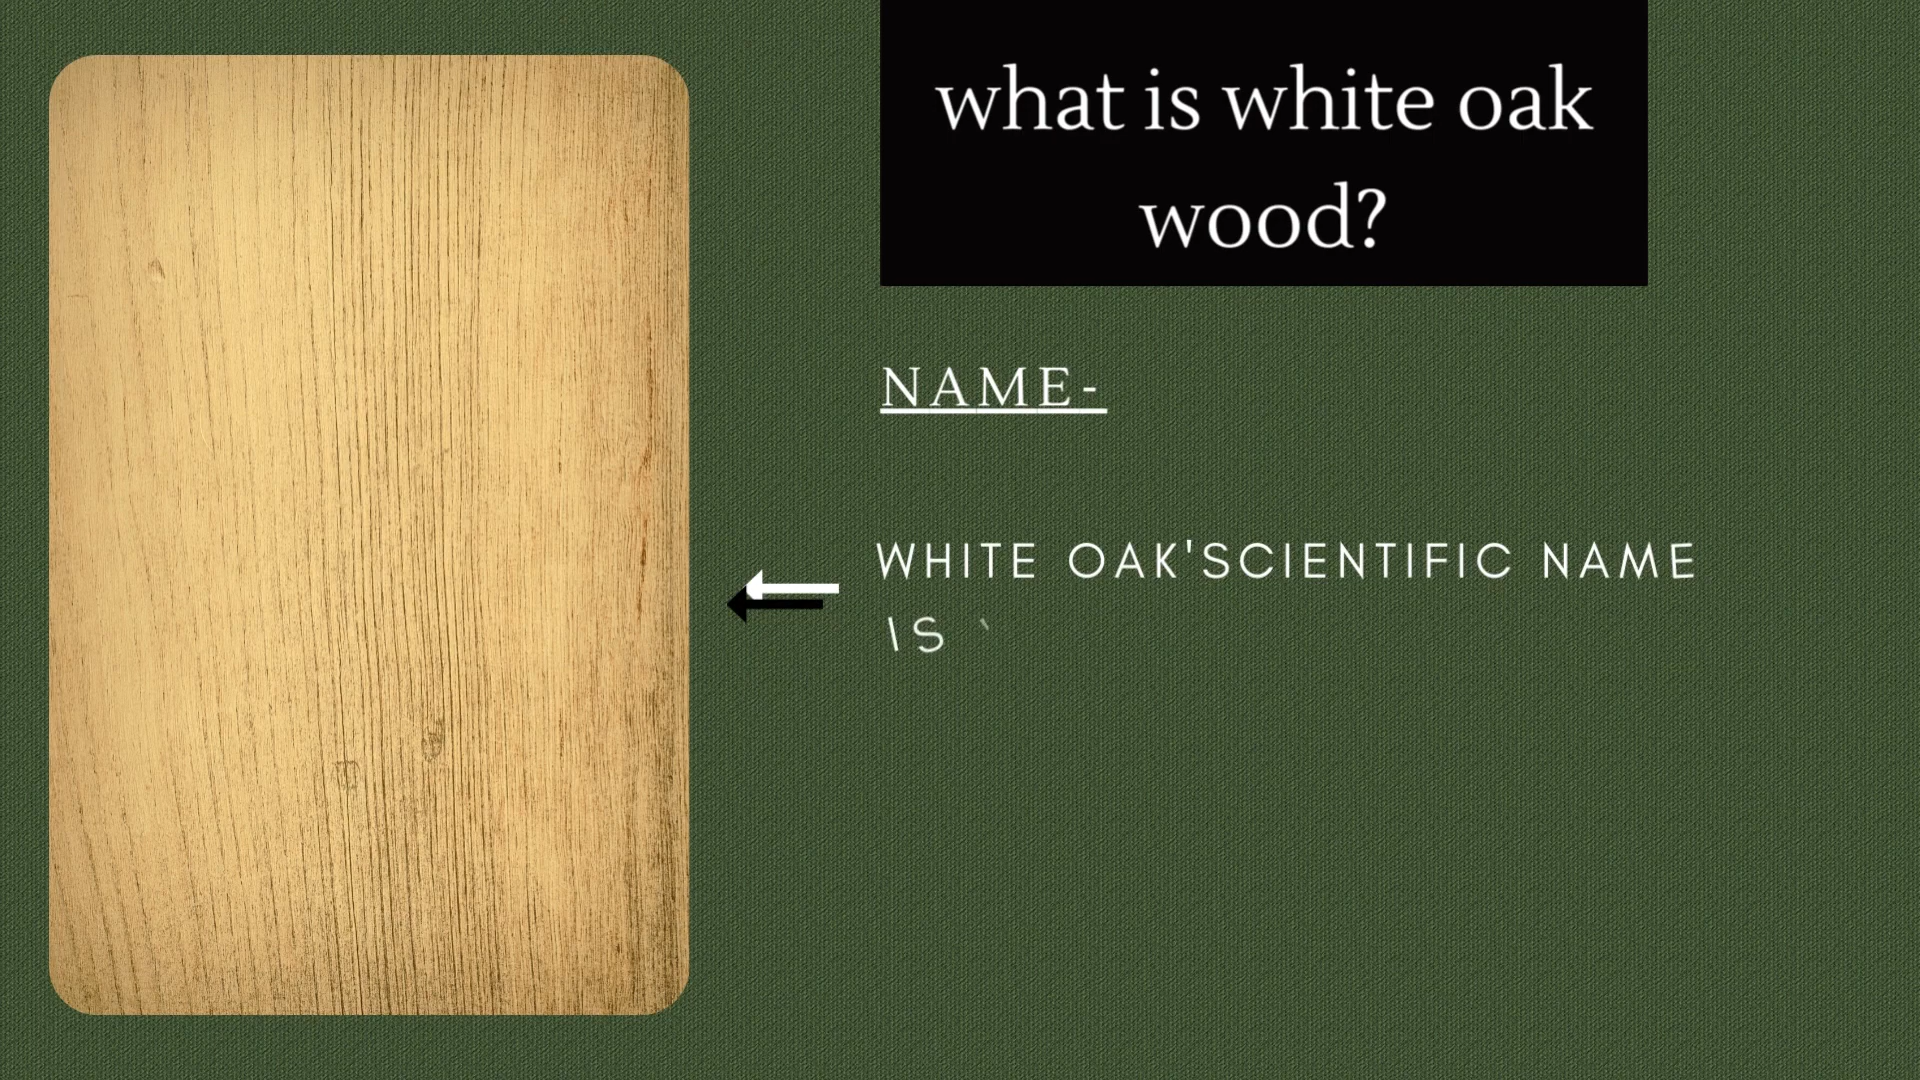 what is white oak
wood?
NAME-
WHITE OAK'SCIENTIFIC NAME
IS `